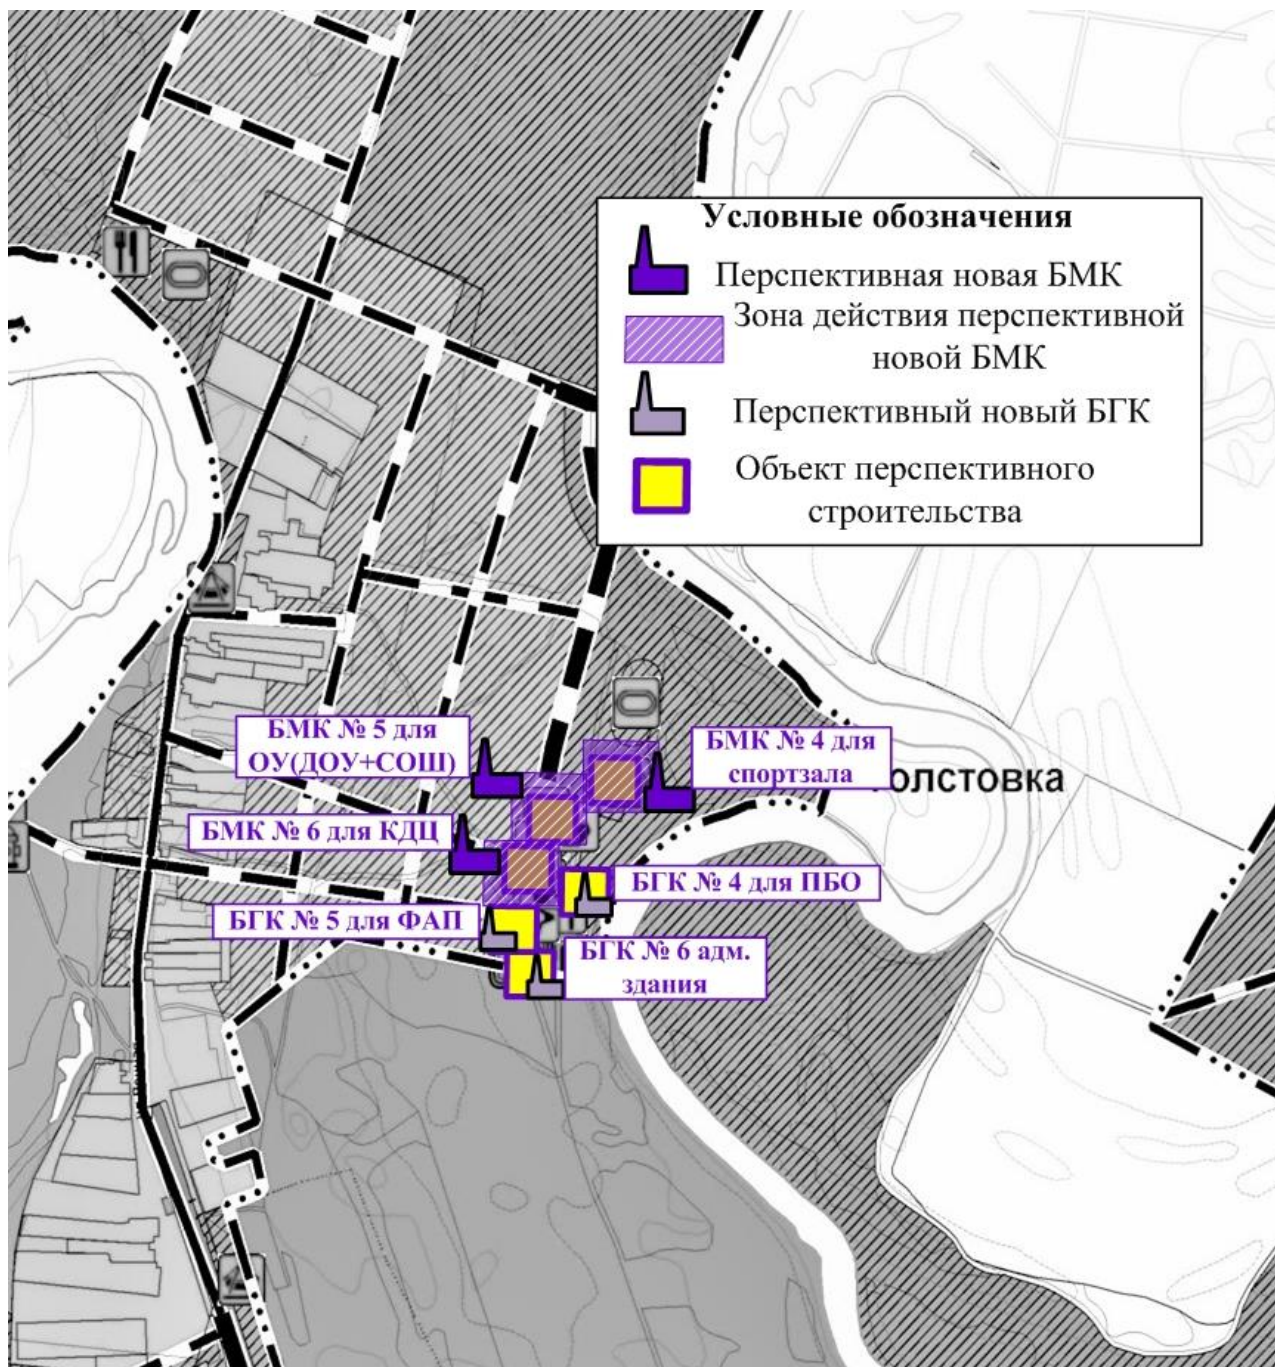 Условные обозначения
Перспективная новая БМК
Зона действия перспективной
новой БМК
Перспективный новый БГК
Объект перспективного
строительства
БМК № 5 для
ОУ(ДОУ+СОШ)
БМК № 4 для
спортзала
олстовка
БМК № 6 для КДЦ
БГК № 4 для ПБО
БГК № 5 для ФАП
БГК № 6 адм.
здания